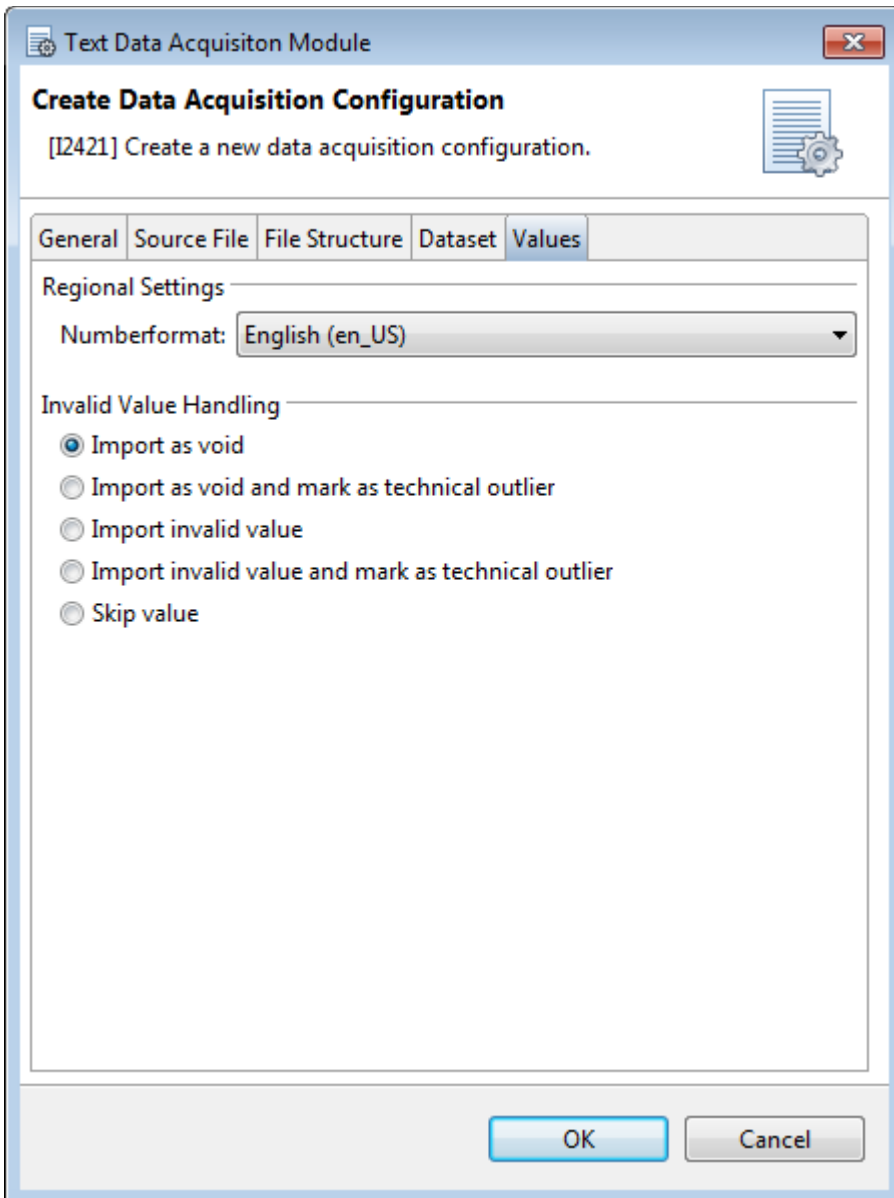 Text Data Acquisiton Module
Create Data Acquisition Configuration
[I2421] Create a new data acquisition configuration.
General Source File File Structure Dataset Values
Regional Settings
Numberformat: English (en_US)
Invalid Value Handling
Import as void
Import as void and mark as technical outlier
Import invalid value
Import invalid value and mark as technical outlier
Skip value
OK Cancel